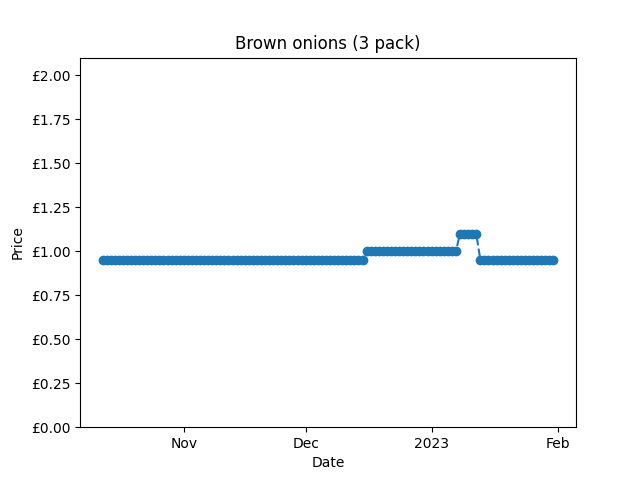 Brown onions (3 pack)
£2.00
£1.75
£1.50
£1.25
£1.00
£0.75
£0.50
£0.25
£0.00
Price
Nov
Dec
2023
Feb
Date